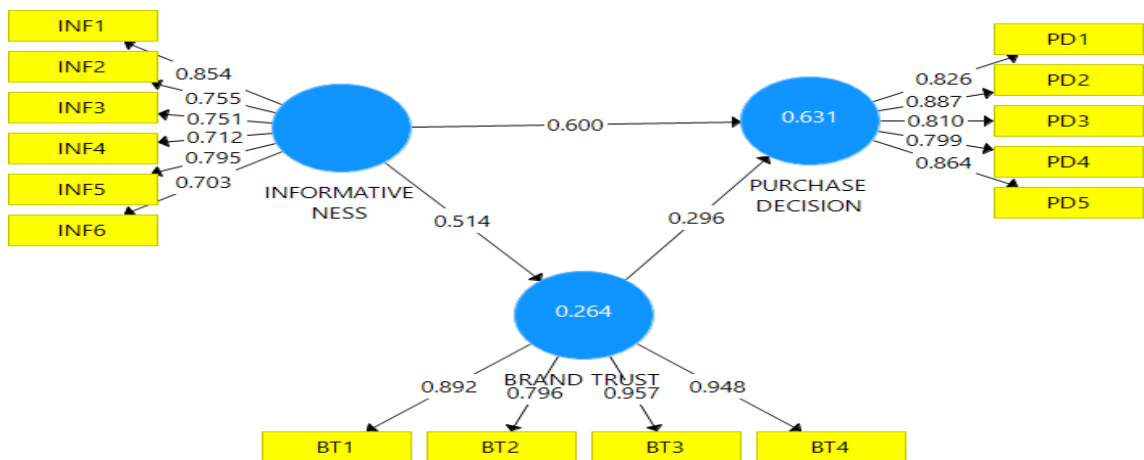 INF1
INF2
INF3
INF4
INF5
INF6
0.854
0.755
0.751
0.712
0.795
0.703
INFORMATIVE
NESS
0.600
0.514
0.631
PURCHASE
DECISION
0.296
0.826
0.887
0.810
0.799
0.864
PD1
PD2
PD3
PD4
PD5
0.264
BRAND TRUST
0.892
0.796
0.957
0.948
BT1
BT2
BT3
BT4